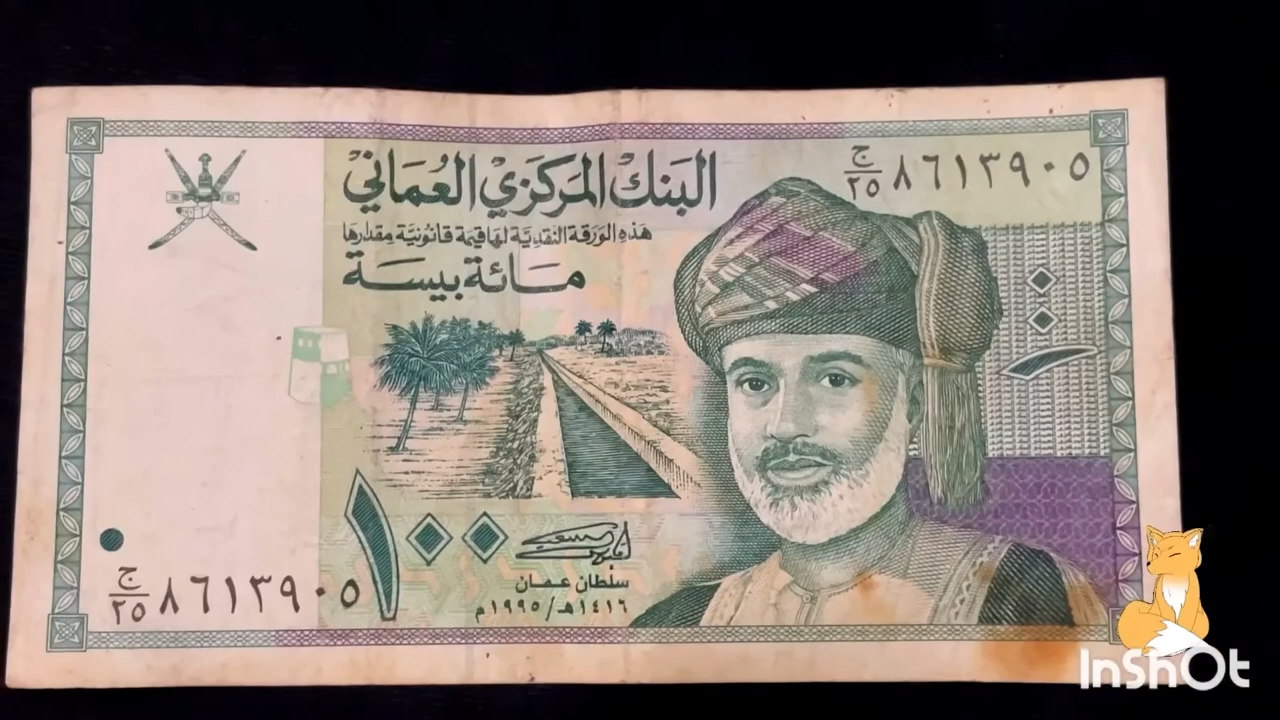 البنك المركزي العماني
هذه الورقة النقدية لها قيمة قانونية مقدارها
مائة بيسة
ج/٢٥ ٨٦١٣٩٠٥
١٠٠
١٠٠
سلطان عمان
١٤١٦هـ/١٩٩٥م
ج/٢٥ ٨٦١٣٩٠٥
InShOt